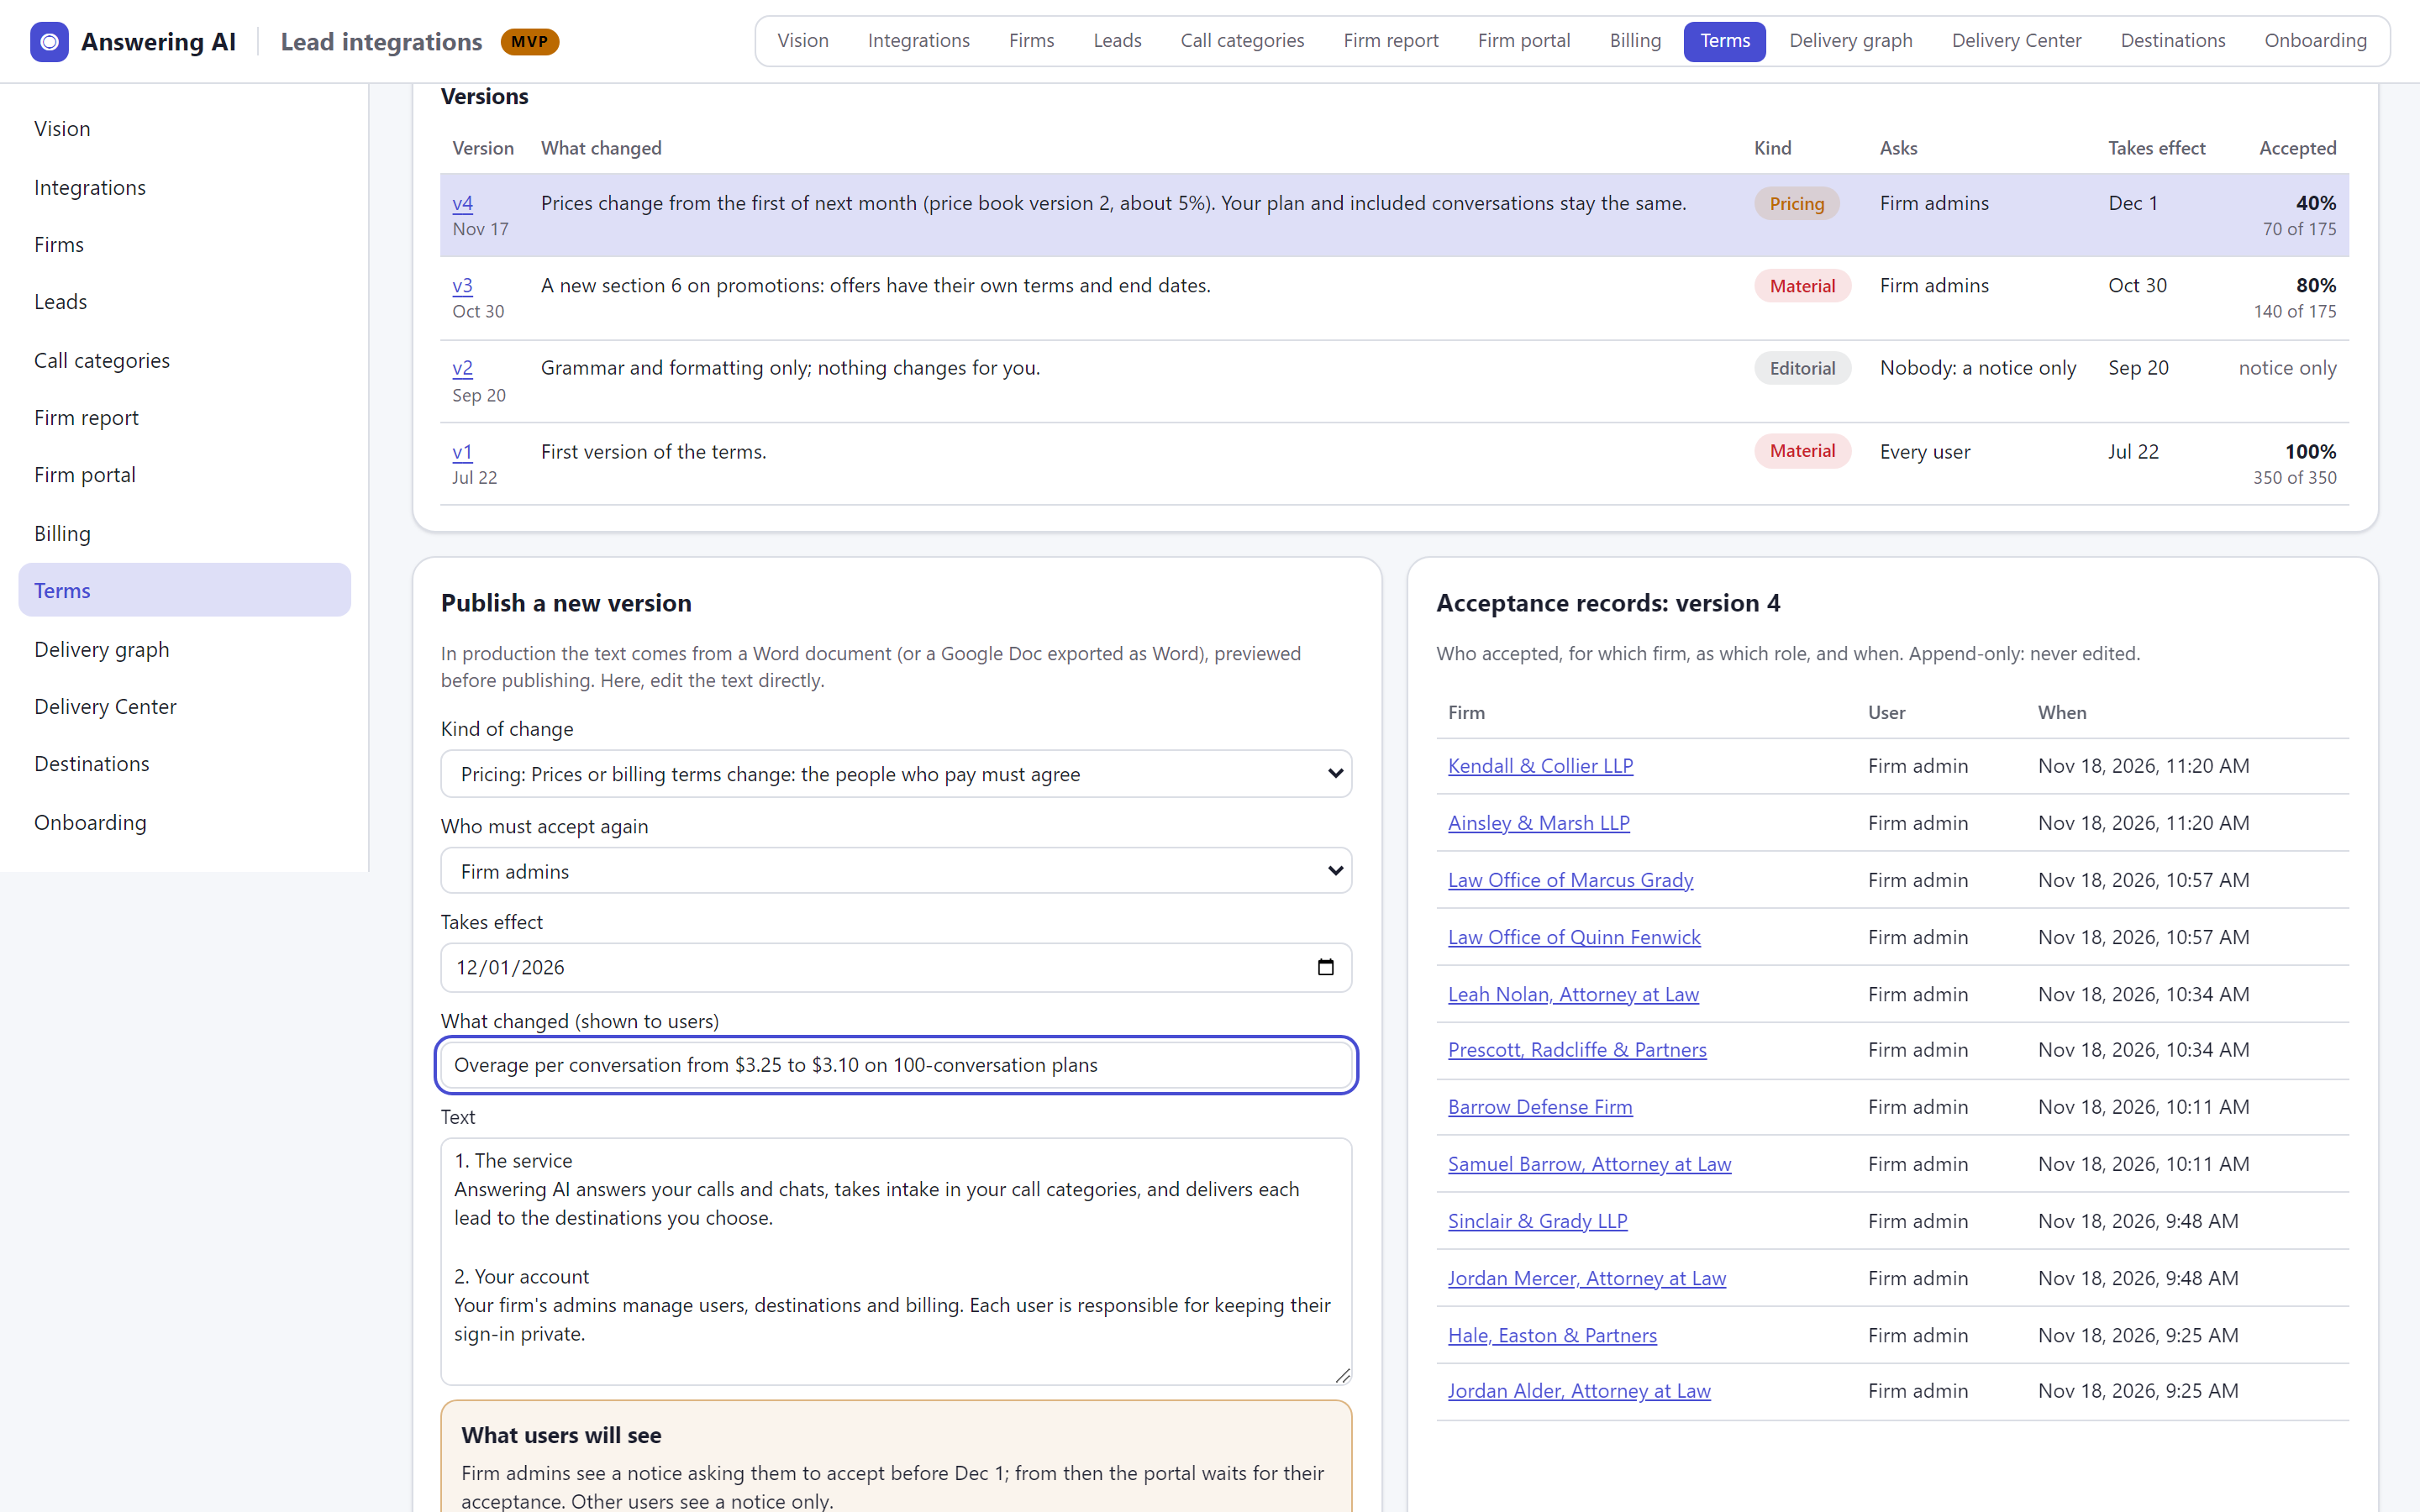 Answering AI
Lead integrations
MVP
Vision
Integrations
Firms
Leads
Call categories
Firm report
Firm portal
Billing
Terms
Delivery graph
Delivery Center
Destinations
Onboarding
Vision
Integrations
Firms
Leads
Call categories
Firm report
Firm portal
Billing
Terms
Delivery graph
Delivery Center
Destinations
Onboarding
Versions
Version What changed Kind Asks Takes effect Accepted
v4 Prices change from the first of next month (price book version 2, about 5%). Your plan and included conversations stay the same. Pricing Firm admins Dec 1 40%
Nov 17 70 of 175
v3 A new section 6 on promotions: offers have their own terms and end dates. Material Firm admins Oct 30 80%
Oct 30 140 of 175
v2 Grammar and formatting only; nothing changes for you. Editorial Nobody: a notice only Sep 20 notice only
Sep 20
v1 First version of the terms. Material Every user Jul 22 100%
Jul 22 350 of 350
Publish a new version
In production the text comes from a Word document (or a Google Doc exported as Word), previewed
before publishing. Here, edit the text directly.
Kind of change
Pricing: Prices or billing terms change: the people who pay must agree
Who must accept again
Firm admins
Takes effect
12/01/2026
What changed (shown to users)
Overage per conversation from $3.25 to $3.10 on 100-conversation plans
Text
1. The service
Answering AI answers your calls and chats, takes intake in your call categories, and delivers each
lead to the destinations you choose.
2. Your account
Your firm's admins manage users, destinations and billing. Each user is responsible for keeping their
sign-in private.
What users will see
Firm admins see a notice asking them to accept before Dec 1; from then the portal waits for their
acceptance. Other users see a notice only.
Acceptance records: version 4
Who accepted, for which firm, as which role, and when. Append-only: never edited.
Firm User When
Kendall & Collier LLP Firm admin Nov 18, 2026, 11:20 AM
Ainsley & Marsh LLP Firm admin Nov 18, 2026, 11:20 AM
Law Office of Marcus Grady Firm admin Nov 18, 2026, 10:57 AM
Law Office of Quinn Fenwick Firm admin Nov 18, 2026, 10:57 AM
Leah Nolan, Attorney at Law Firm admin Nov 18, 2026, 10:34 AM
Prescott, Radcliffe & Partners Firm admin Nov 18, 2026, 10:34 AM
Barrow Defense Firm Firm admin Nov 18, 2026, 10:11 AM
Samuel Barrow, Attorney at Law Firm admin Nov 18, 2026, 10:11 AM
Sinclair & Grady LLP Firm admin Nov 18, 2026, 9:48 AM
Jordan Mercer, Attorney at Law Firm admin Nov 18, 2026, 9:48 AM
Hale, Easton & Partners Firm admin Nov 18, 2026, 9:25 AM
Jordan Alder, Attorney at Law Firm admin Nov 18, 2026, 9:25 AM